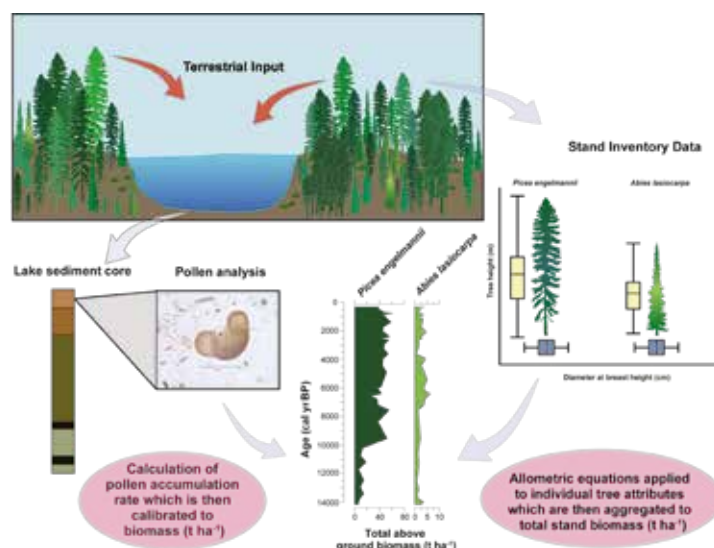 Terrestrial Input
Stand Inventory Data
Picea engelmannii
Abies lasiocarpa
Tree height (m)
Diameter at breast height (cm)
Lake sediment core
Pollen analysis
Picea engelmannii
Abies lasiocarpa
Age (cal yr BP)
0
2000
4000
6000
8000
10000
12000
14000
0 40 80
0 5 10
Total above
ground biomass (t ha⁻¹)
Calculation of
pollen accumulation
rate which is then
calibrated to
biomass (t ha⁻¹)
Allometric equations applied
to individual tree attributes
which are then aggregated to
total stand biomass (t ha⁻¹)